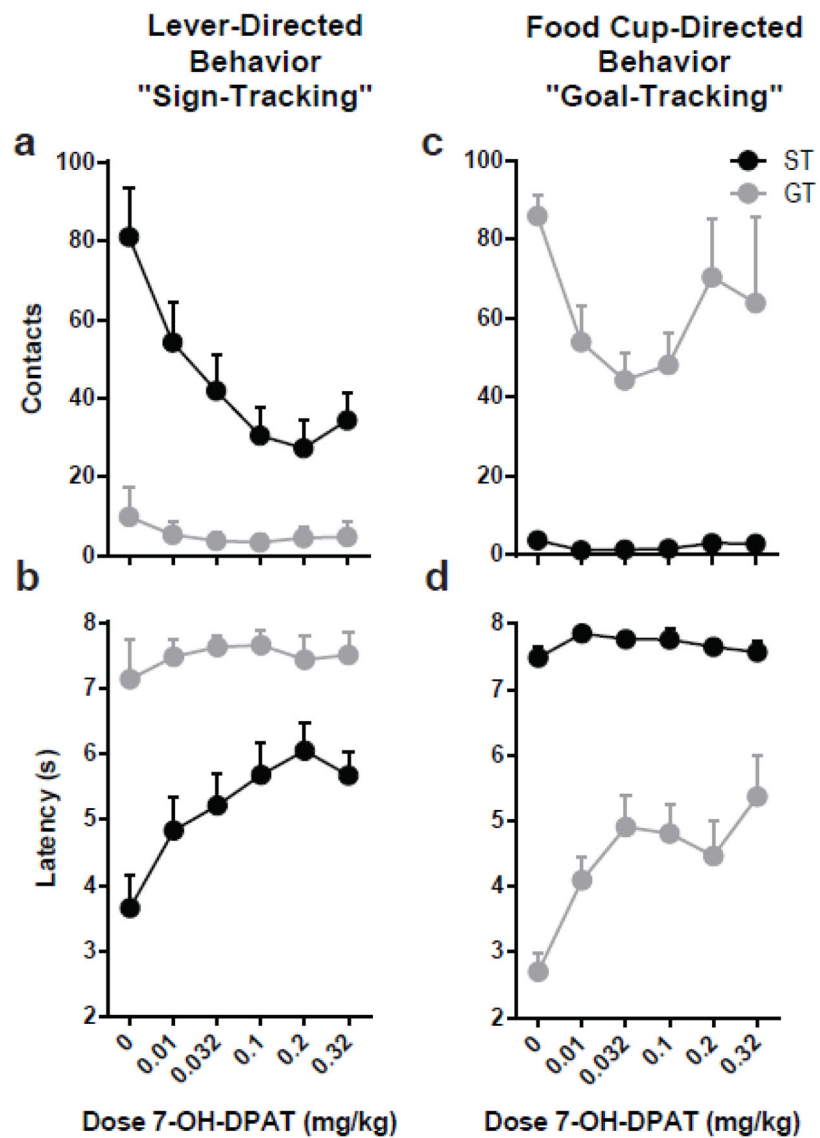 Lever-Directed
Behavior
"Sign-Tracking"
Food Cup-Directed
Behavior
"Goal-Tracking"
a
100
80
60
40
20
0
Contacts
c
100
80
60
40
20
0
ST
GT
b
8
7
6
5
4
3
2
Latency (s)
0
0.01
0.032
0.1
0.2
0.32
Dose 7-OH-DPAT (mg/kg)
d
8
7
6
5
4
3
2
0
0.01
0.032
0.1
0.2
0.32
Dose 7-OH-DPAT (mg/kg)